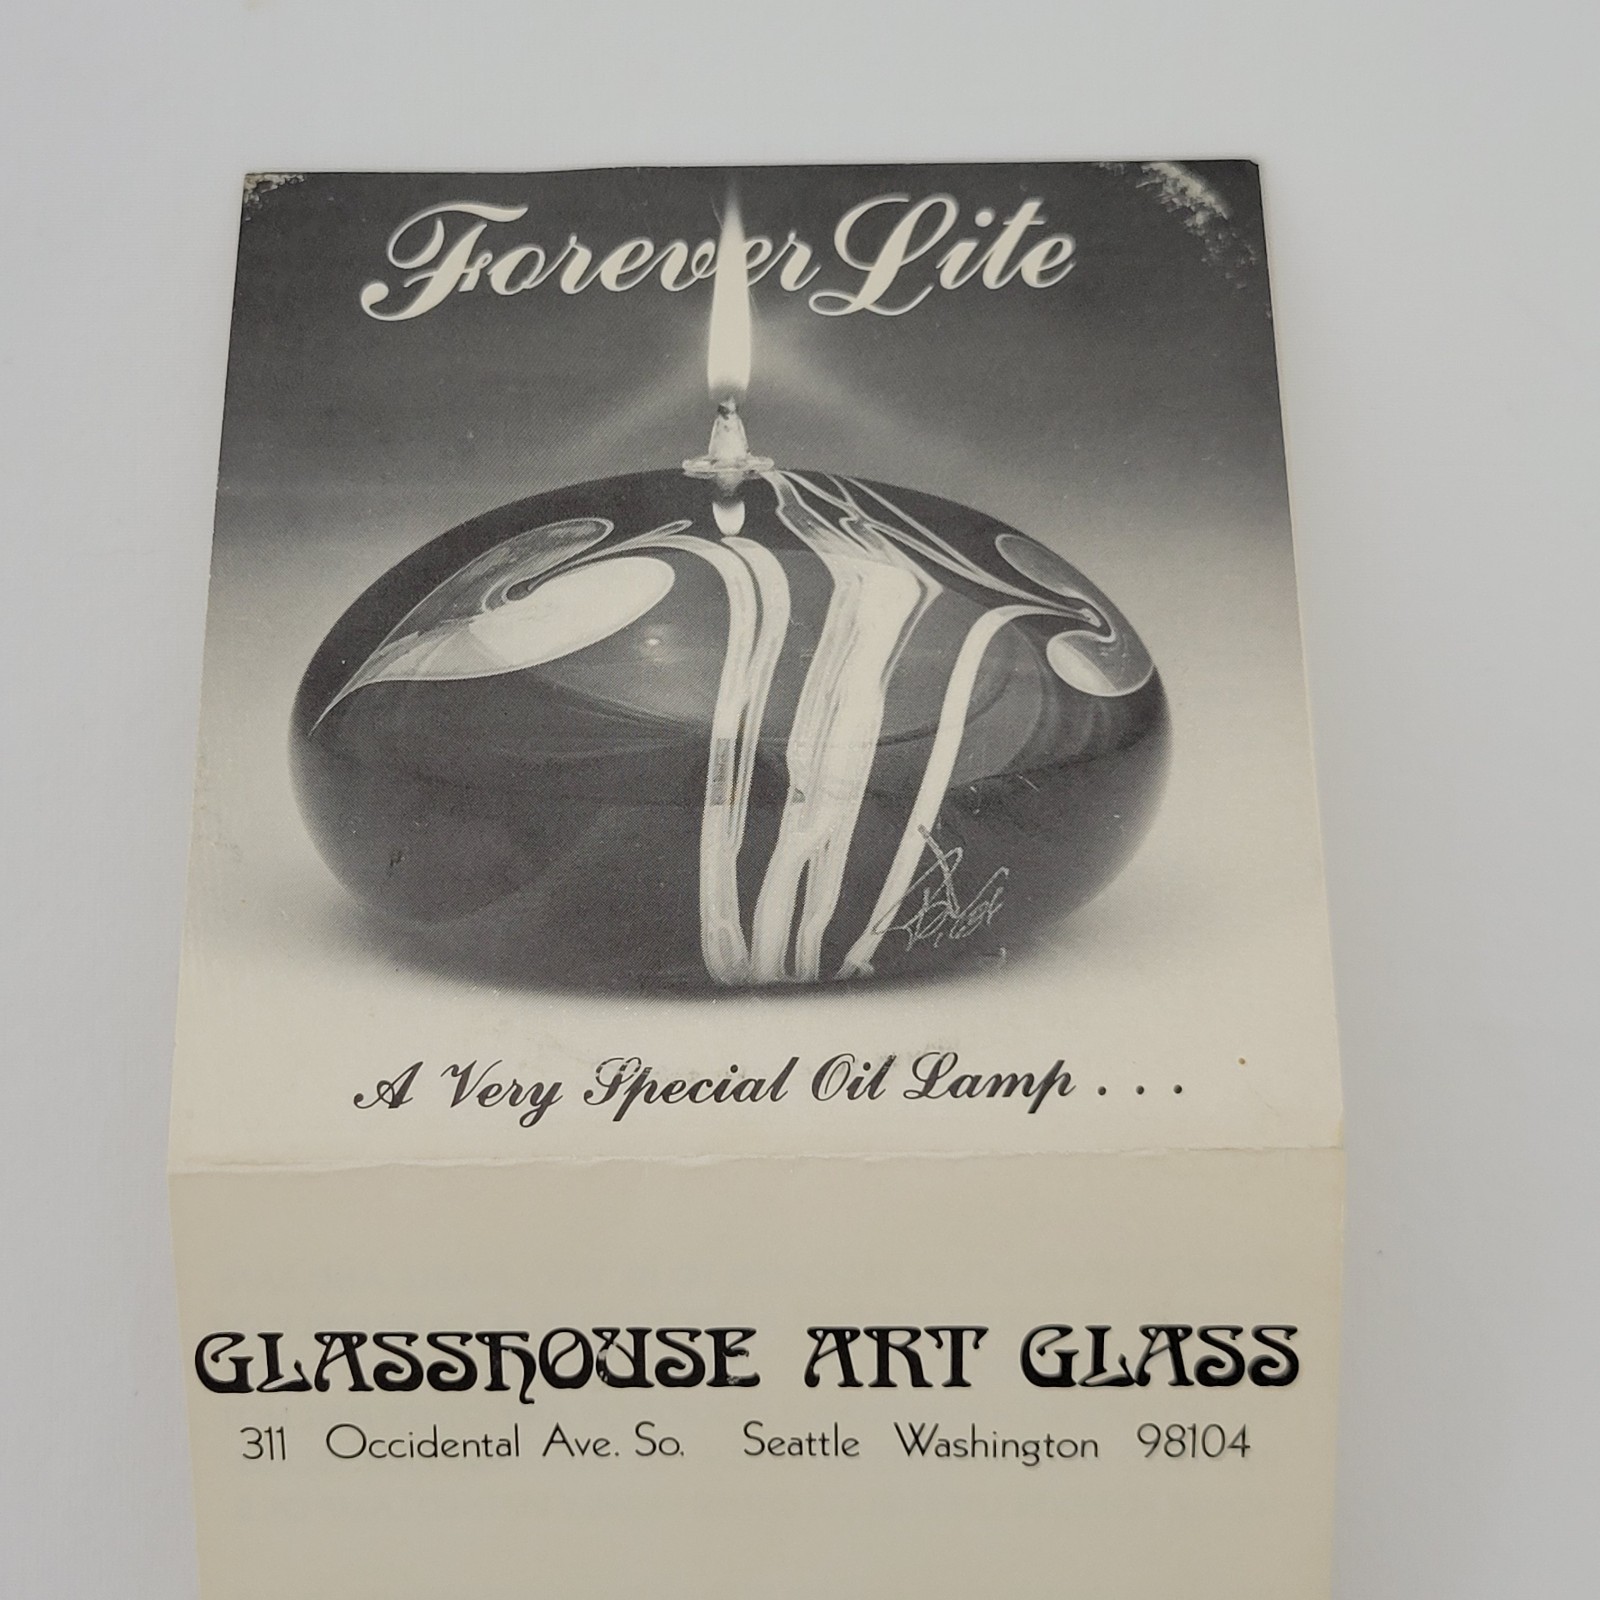 Forever Lite
A Very Special Oil Lamp . . .
GLASSHOUSE ART GLASS
311 Occidental Ave. So. Seattle Washington 98104